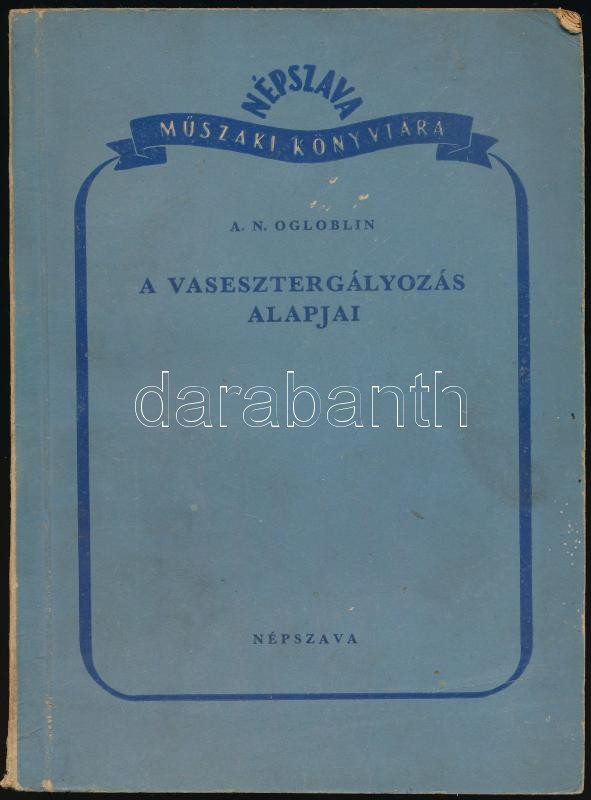 NÉPSZAVA
MŰSZAKI KÖNYVTÁRA
A. N. OGLOBLIN
A VASESZTERGÁLYOZÁS
ALAPJAI
darabanth
NÉPSZAVA